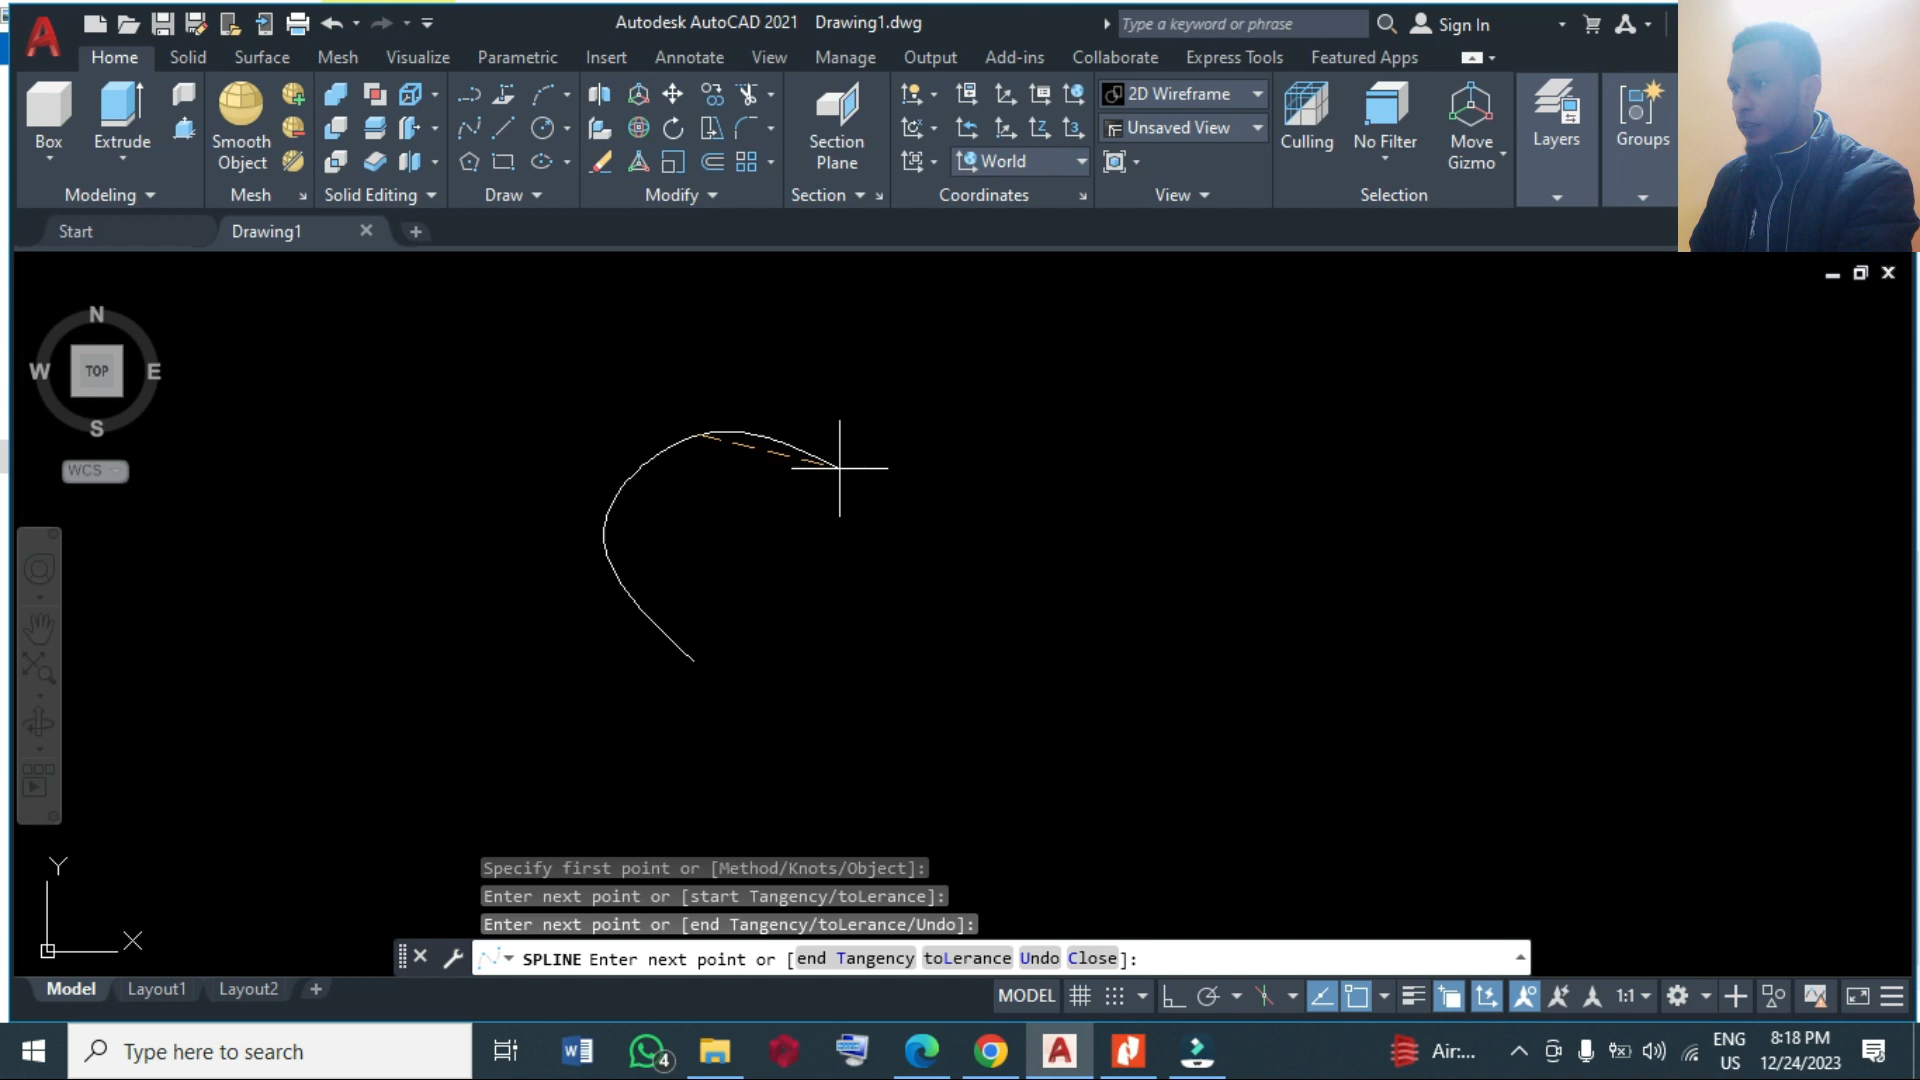 Autodesk AutoCAD 2021 Drawing1.dwg
Type a keyword or phrase
Sign In
Home Solid Surface Mesh Visualize Parametric Insert Annotate View Manage Output Add-ins Collaborate Express Tools Featured Apps
Box
Extrude
Smooth
Object
Section
Plane
World
2D Wireframe
Unsaved View
Culling
No Filter
Move
Gizmo
Layers
Groups
Modeling Mesh Solid Editing Draw Modify Section Coordinates View Selection
Start Drawing1
N
W TOP E
S
WCS
Y
X
Specify first point or [Method/Knots/Object]:
Enter next point or [start Tangency/toLerance]:
Enter next point or [end Tangency/toLerance/Undo]:
SPLINE Enter next point or [end Tangency toLerance Undo Close]:
Model Layout1 Layout2
MODEL 1:1
Type here to search
4
Air:...
ENG
US
8:18 PM
12/24/2023